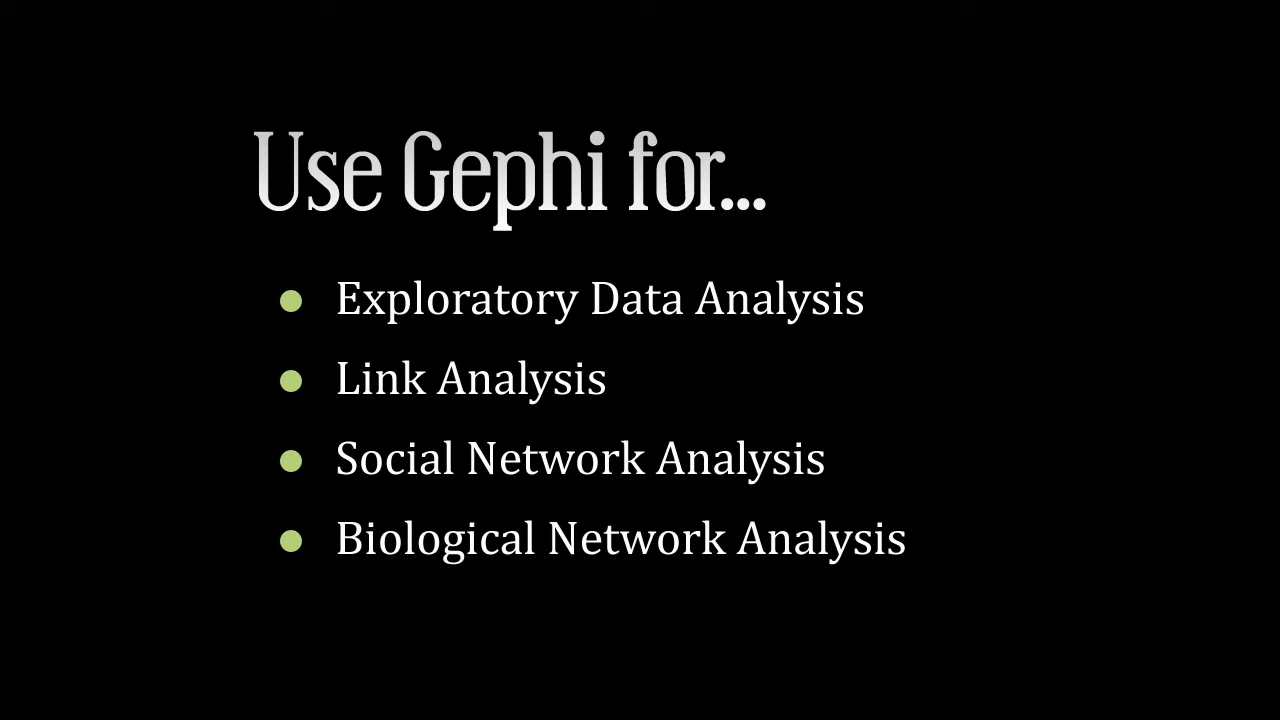 Use Gephi for...
Exploratory Data Analysis
Link Analysis
Social Network Analysis
Biological Network Analysis